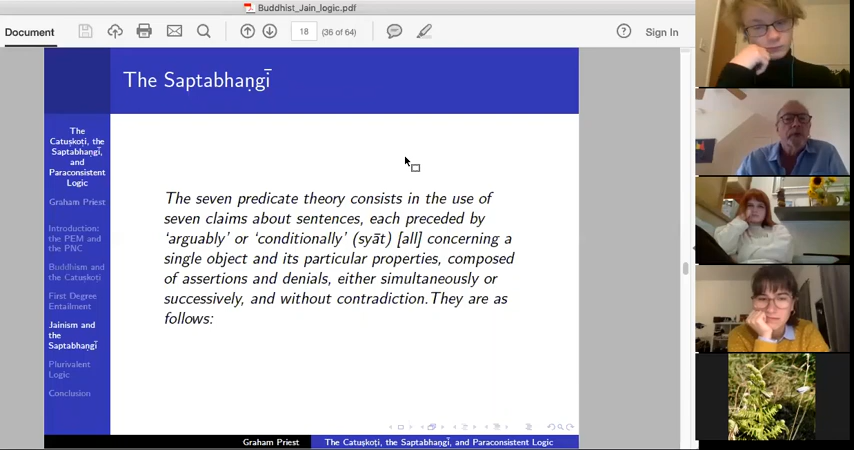 Buddhist_Jain_logic.pdf
Document
18
(36 of 64)
Sign In
The Saptabhaṇgī
The
Catuṣkoṭi, the
Saptabhaṇgī,
and
Paraconsistent
Logic
Graham Priest
Introduction:
the PEM and
the PNC
Buddhism and
the Catuṣkoṭi
First Degree
Entailment
Jainism and
the
Saptabhaṇgī
Plurivalent
Logic
Conclusion
The seven predicate theory consists in the use of
seven claims about sentences, each preceded by
‘arguably’ or ‘conditionally’ (syāt) [all] concerning a
single object and its particular properties, composed
of assertions and denials, either simultaneously or
successively, and without contradiction.They are as
follows:
Graham Priest
The Catuṣkoṭi, the Saptabhaṇgī, and Paraconsistent Logic